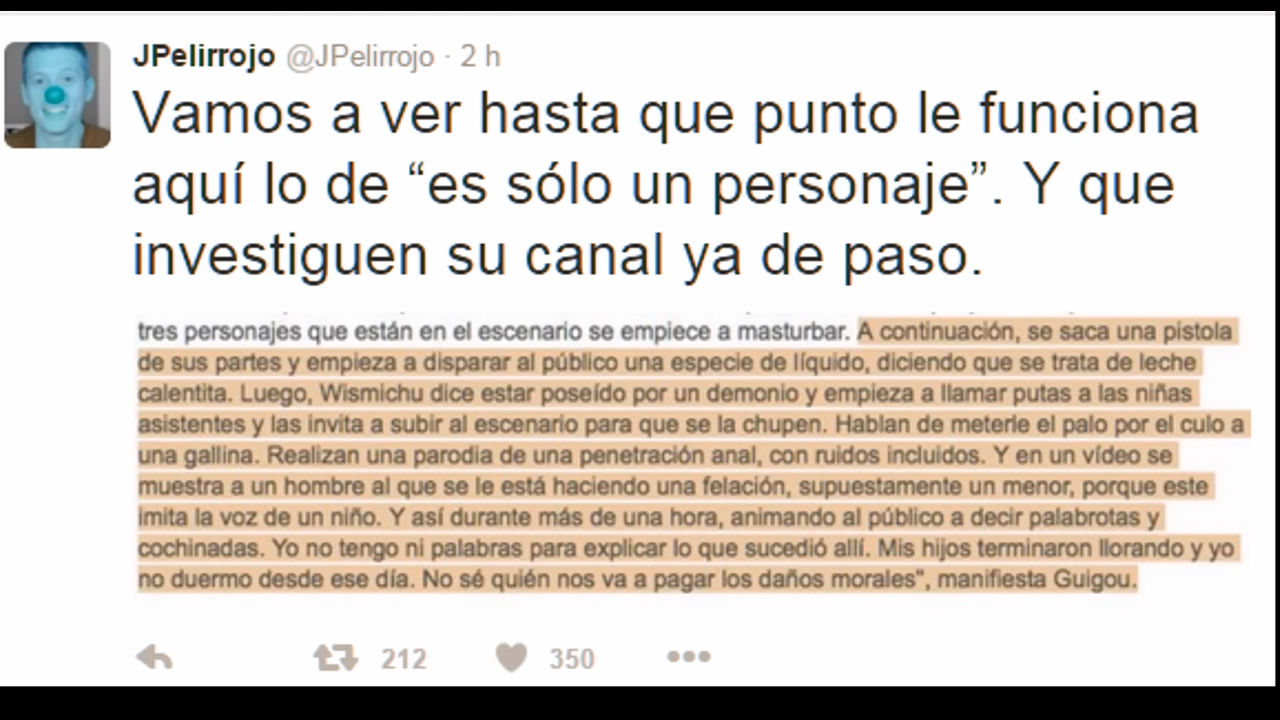 JPelirrojo @JPelirrojo · 2 h
Vamos a ver hasta que punto le funciona
aquí lo de “es sólo un personaje”. Y que
investiguen su canal ya de paso.
tres personajes que están en el escenario se empiece a masturbar. A continuación, se saca una pistola
de sus partes y empieza a disparar al público una especie de líquido, diciendo que se trata de leche
calentita. Luego, Wismichu dice estar poseído por un demonio y empieza a llamar putas a las niñas
asistentes y las invita a subir al escenario para que se la chupen. Hablan de meterle el palo por el culo a
una gallina. Realizan una parodia de una penetración anal, con ruidos incluidos. Y en un vídeo se
muestra a un hombre al que se le está haciendo una felación, supuestamente un menor, porque este
imita la voz de un niño. Y así durante más de una hora, animando al público a decir palabrotas y
cochinadas. Yo no tengo ni palabras para explicar lo que sucedió allí. Mis hijos terminaron llorando y yo
no duermo desde ese día. No sé quién nos va a pagar los daños morales", manifiesta Guigou.
212 350